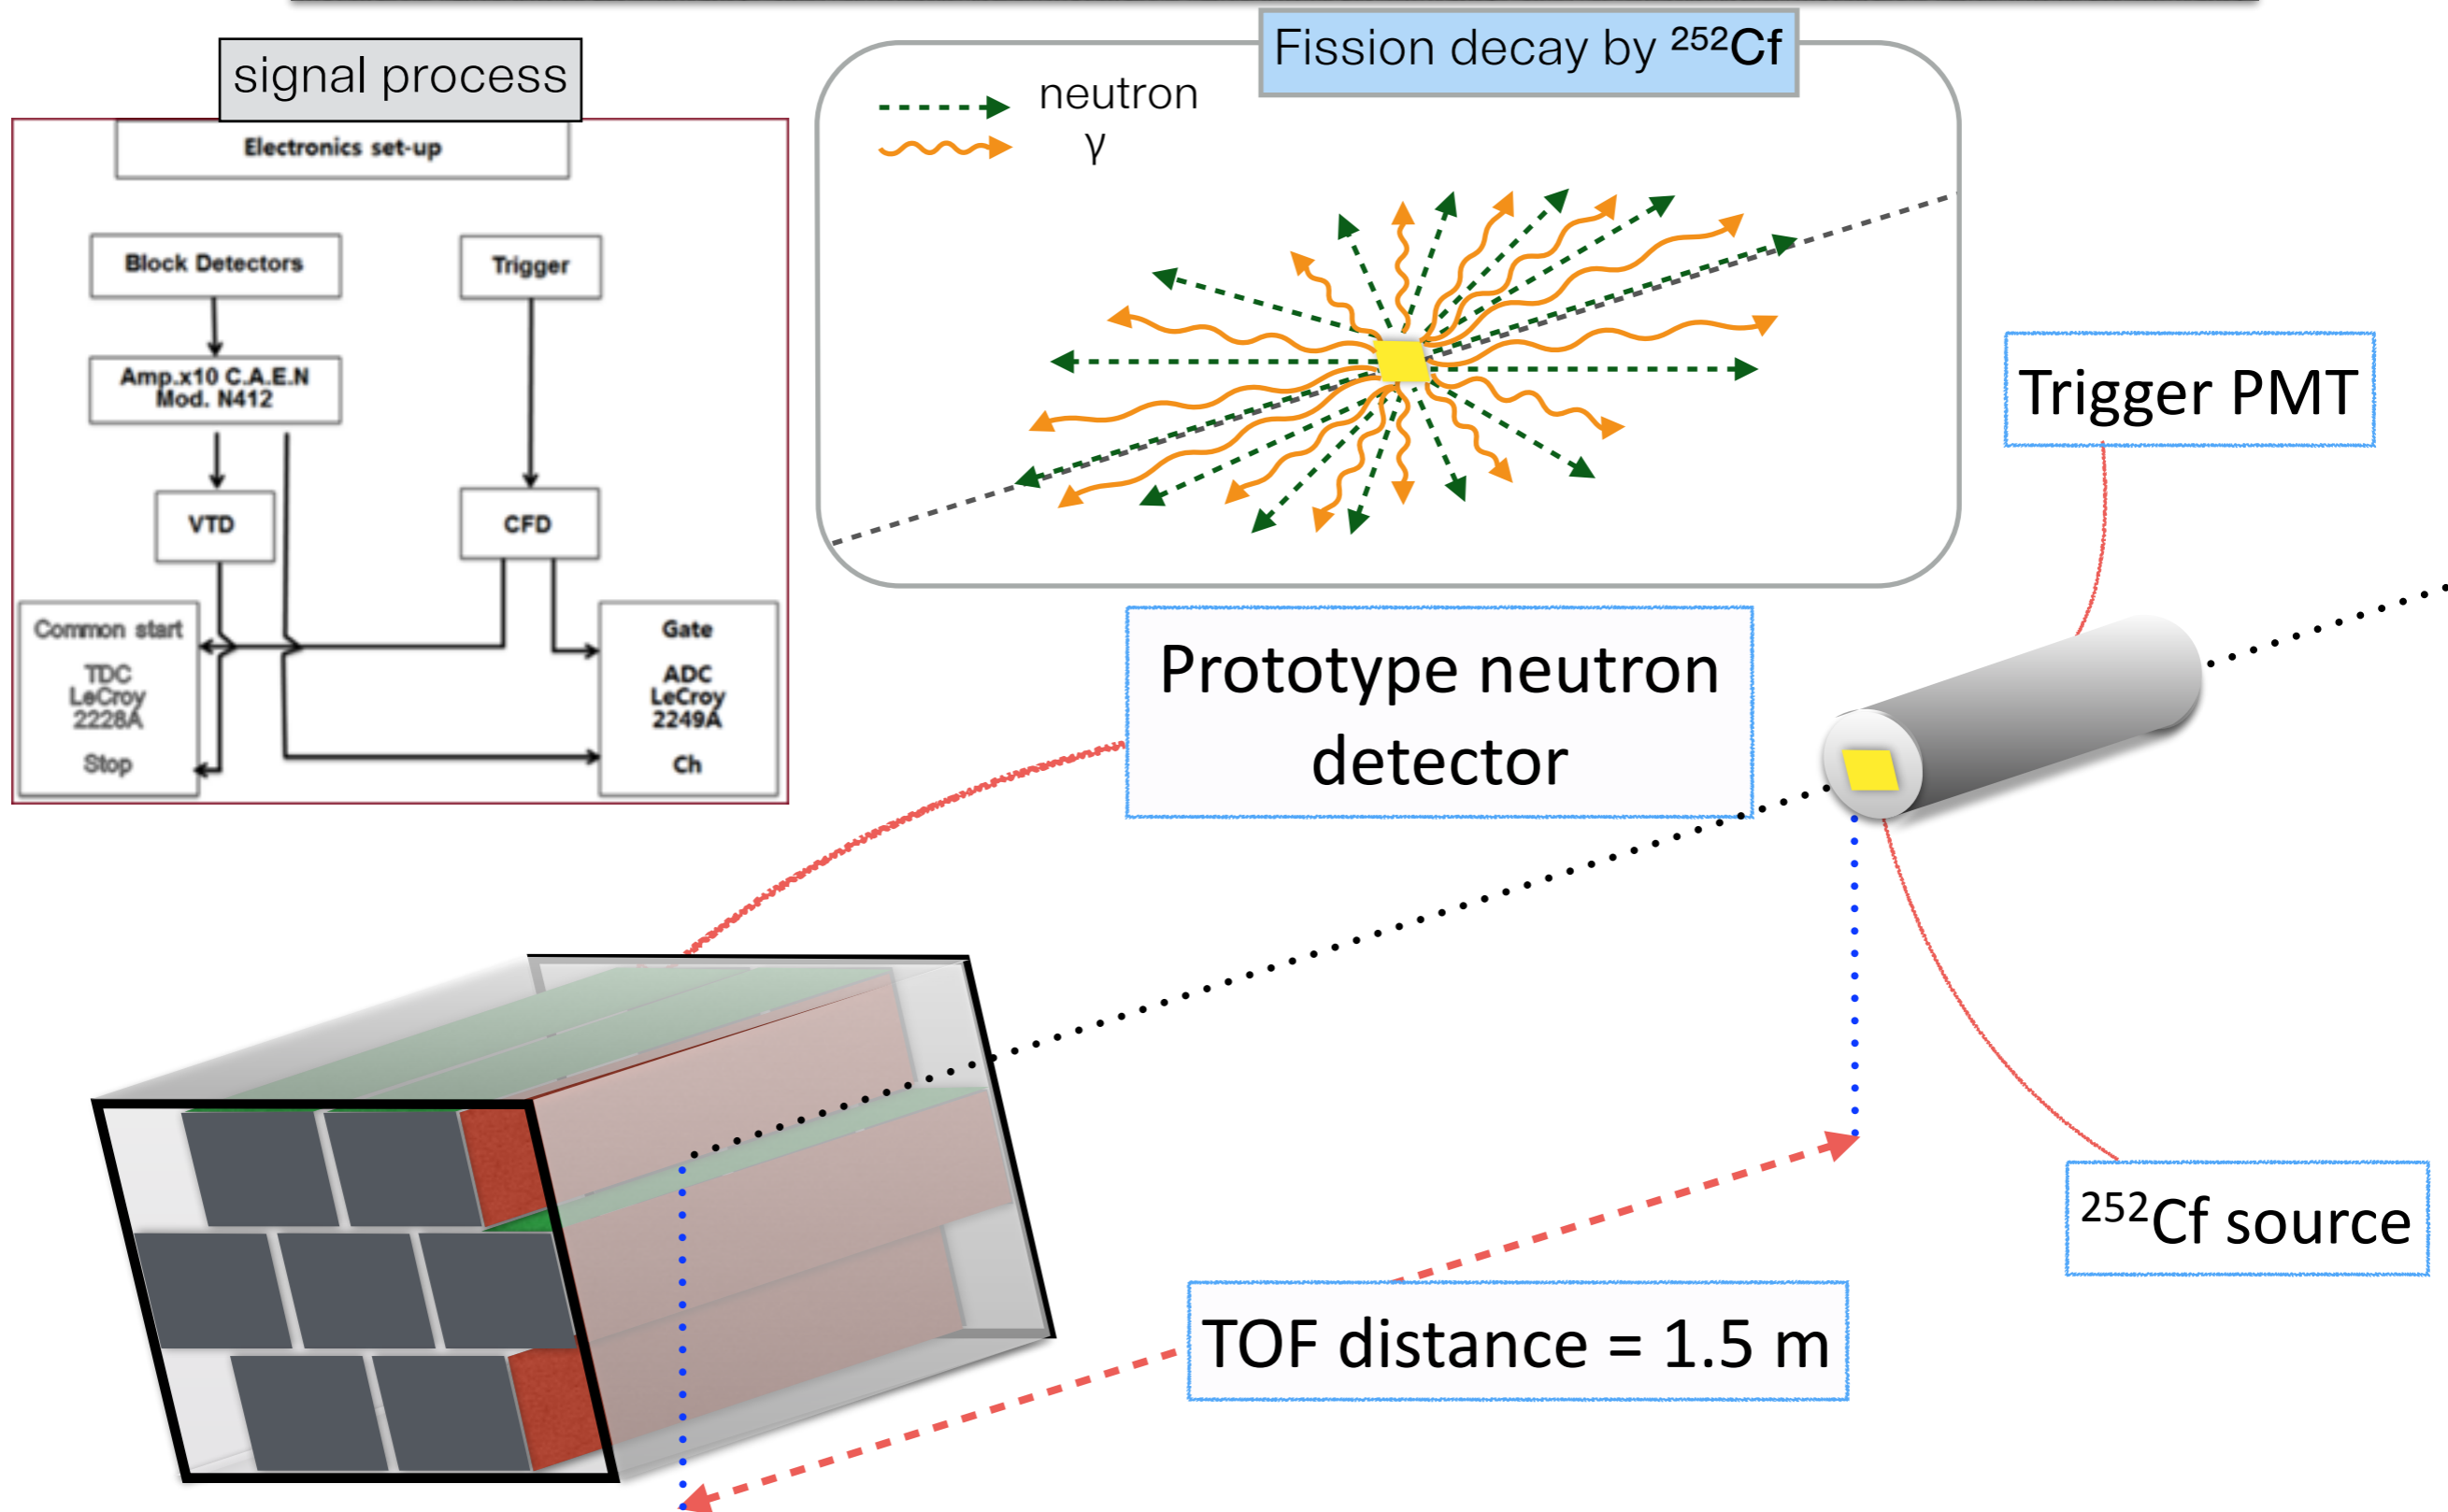 signal process
Electronics set-up
Block Detectors
Trigger
Amp.x10 C.A.E.N
Mod. N412
VTD
CFD
Common start
TDC
LeCroy
2228A
Stop
Gate
ADC
LeCroy
2249A
Ch
Fission decay by ²⁵²Cf
neutron
γ
Trigger PMT
Prototype neutron
detector
²⁵²Cf source
TOF distance = 1.5 m